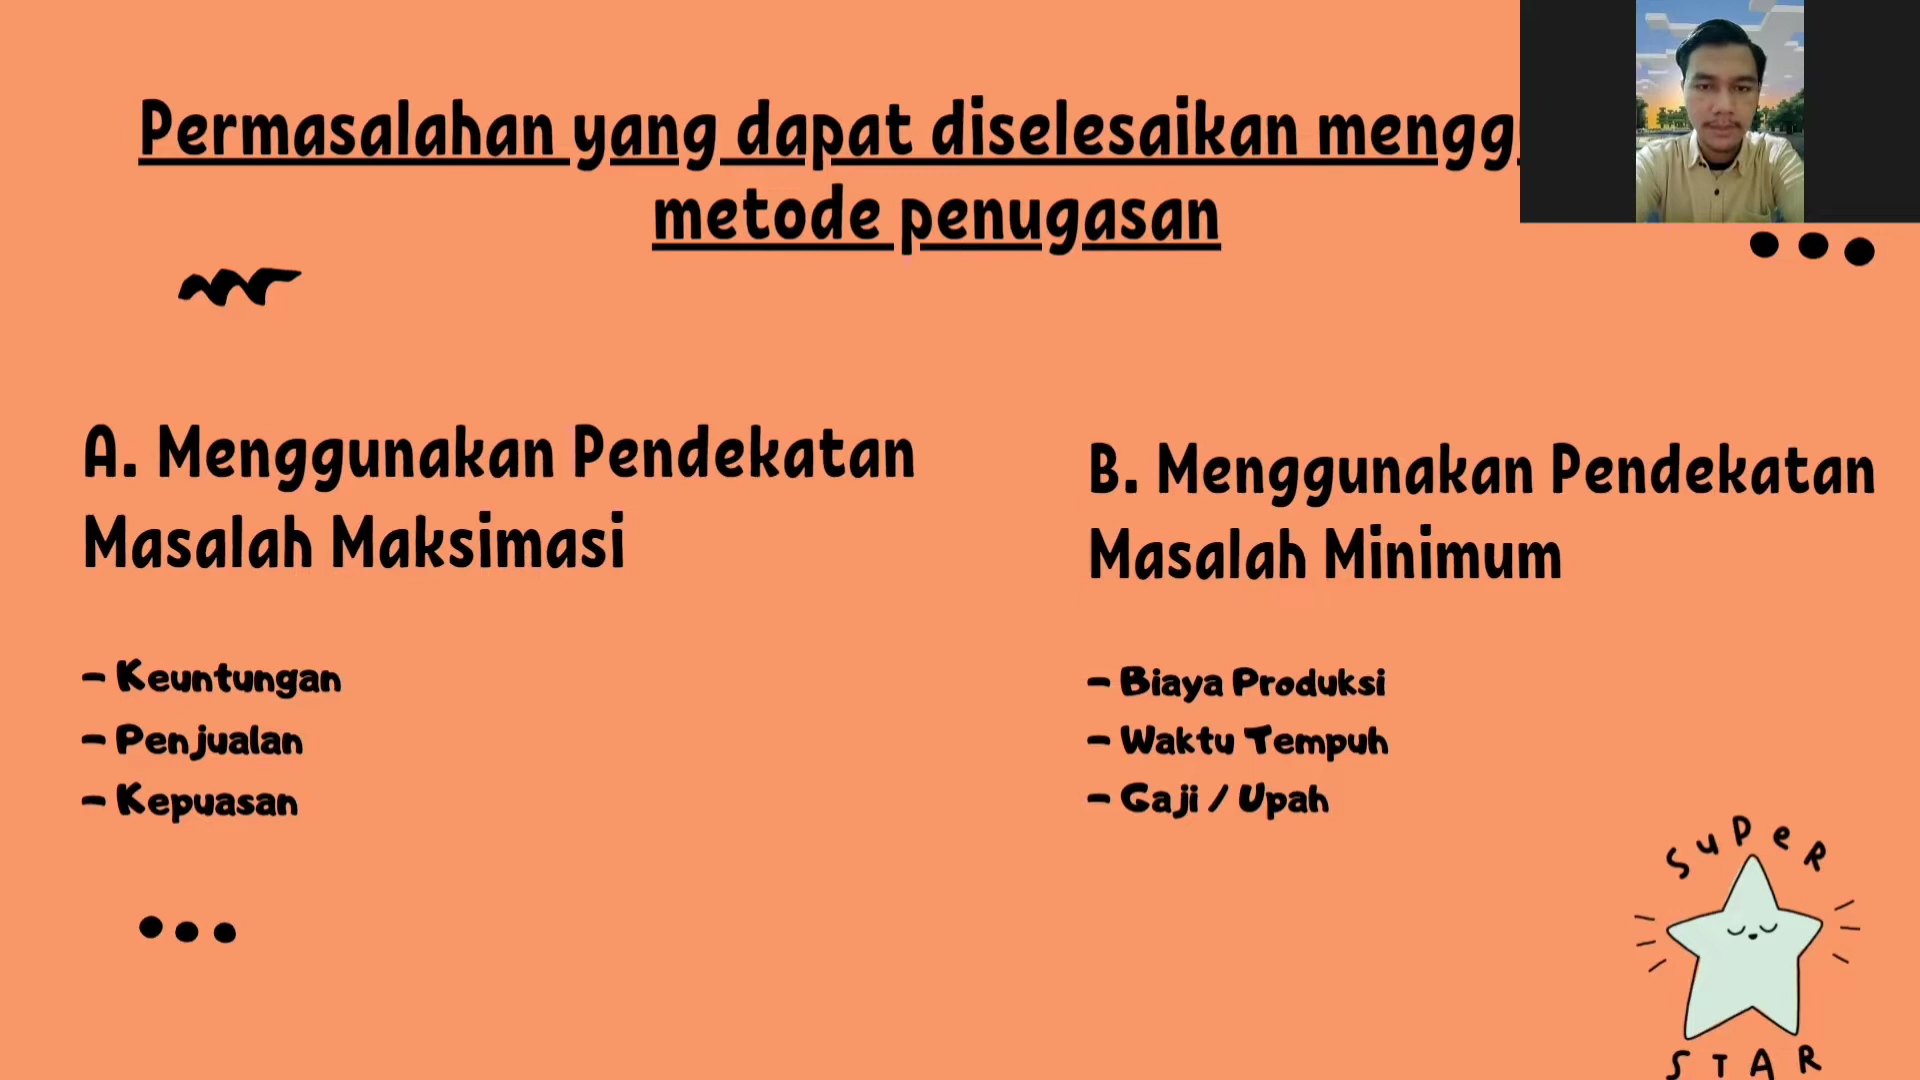 Permasalahan yang dapat diselesaikan
metode penugasan
A. Menggunakan Pendekatan
Masalah Maksimasi
- Keuntungan
- Penjualan
- Kepuasan
B. Menggunakan Pendekatan
Masalah Minimum
- Biaya Produksi
- Waktu Tempuh
- Gaji / Upah
SUPER
STAR